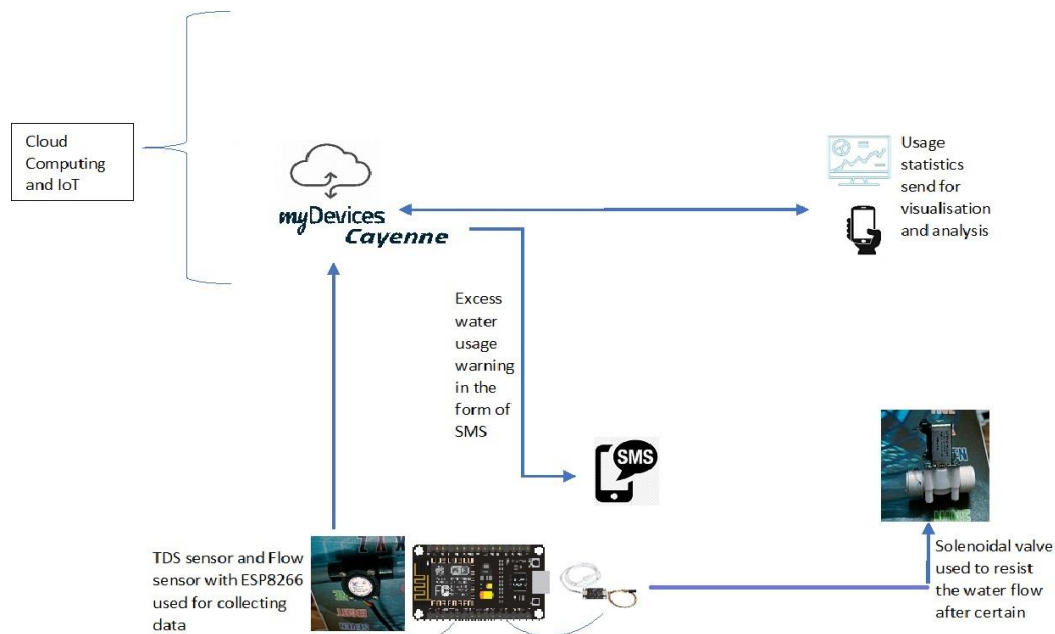 Cloud
Computing
and IoT
myDevices
Cayenne
Usage
statistics
send for
visualisation
and analysis
Excess
water
usage
warning
in the
form of
SMS
SMS
TDS sensor and Flow
sensor with ESP8266
used for collecting
data
Solenoidal valve
used to resist
the water flow
after certain